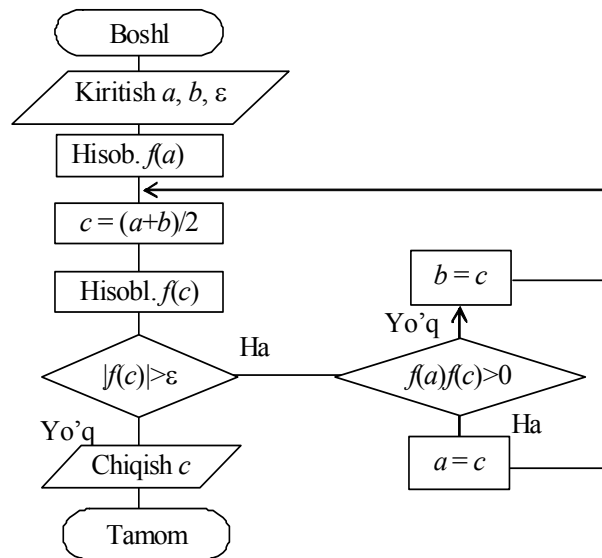 Boshl
Kiritish a, b, ε
Hisob. f(a)
c = (a+b)/2
Hisobl. f(c)
|f(c)|>ε
Ha
Yo’q
Chiqish c
Tamom
b = c
Yo’q
f(a)f(c)>0
Ha
a = c